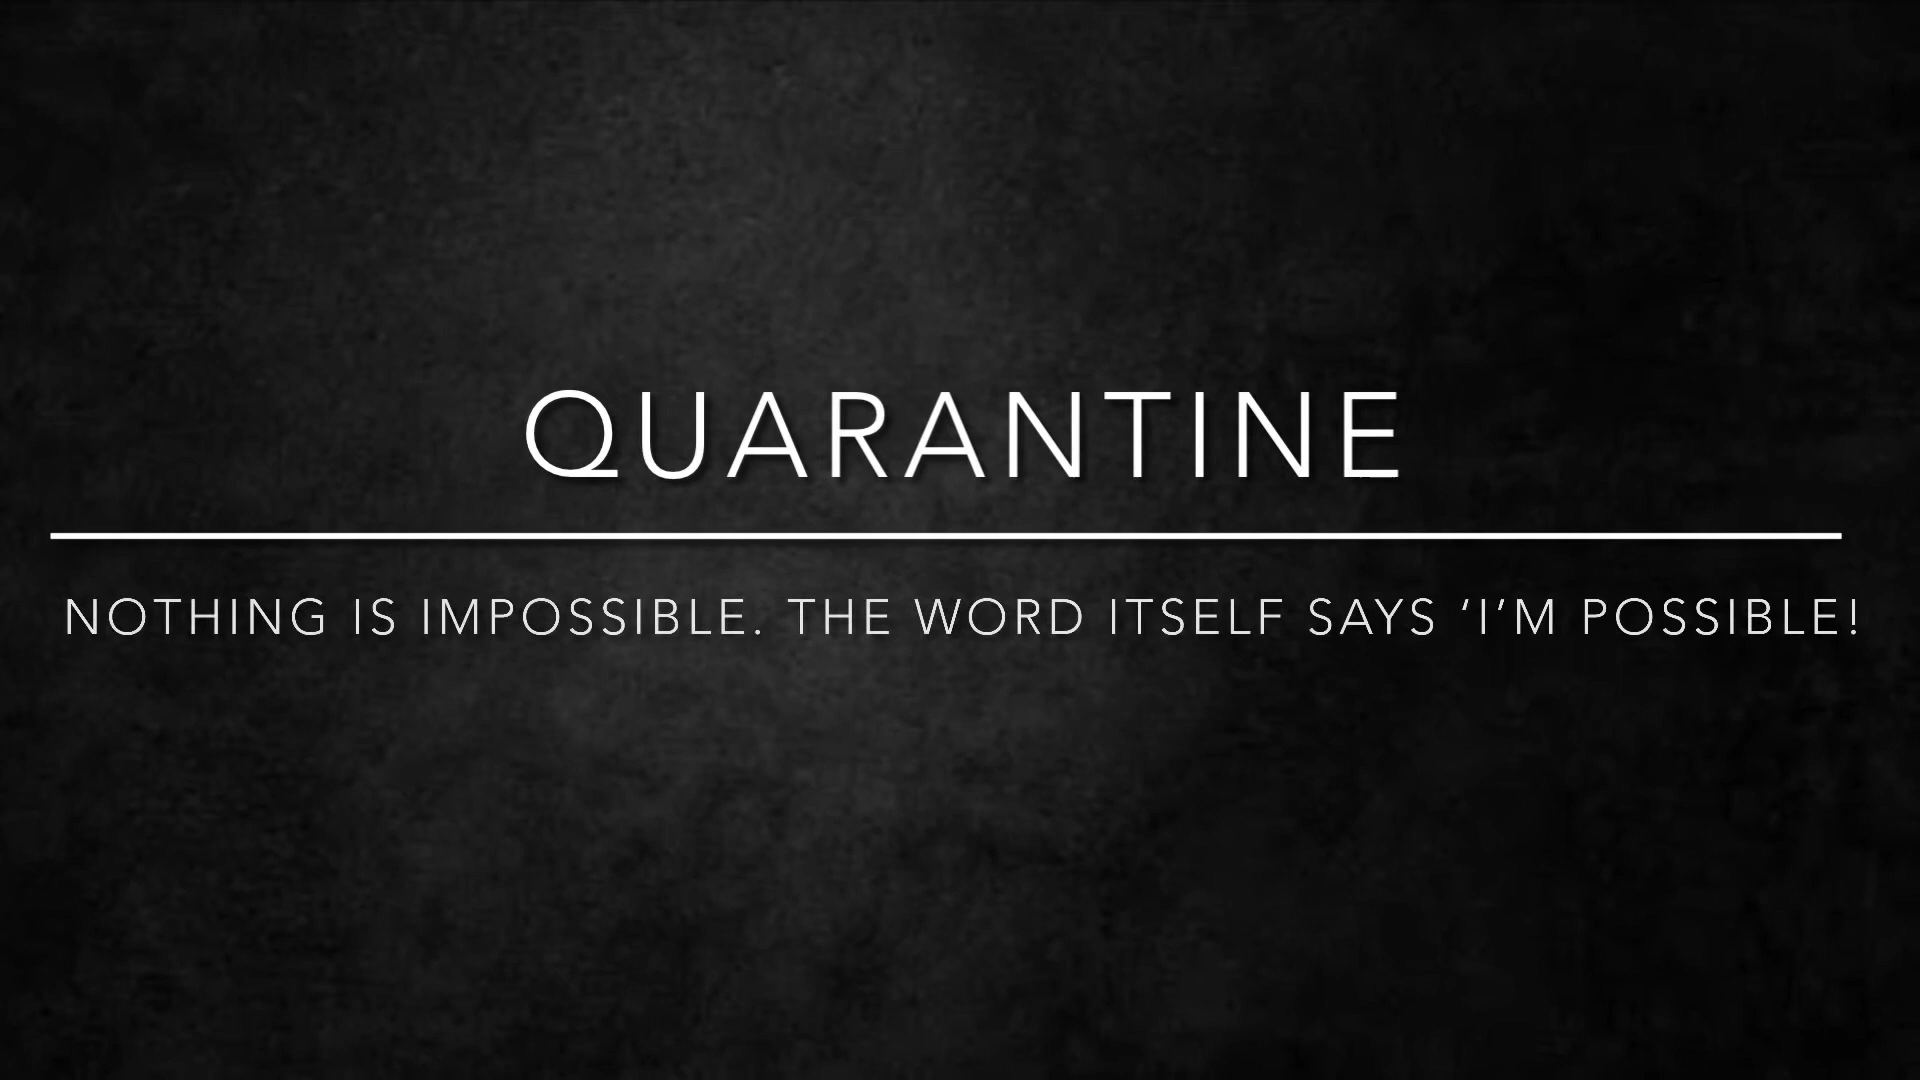 QUARANTINE
NOTHING IS IMPOSSIBLE. THE WORD ITSELF SAYS ‘I’M POSSIBLE!